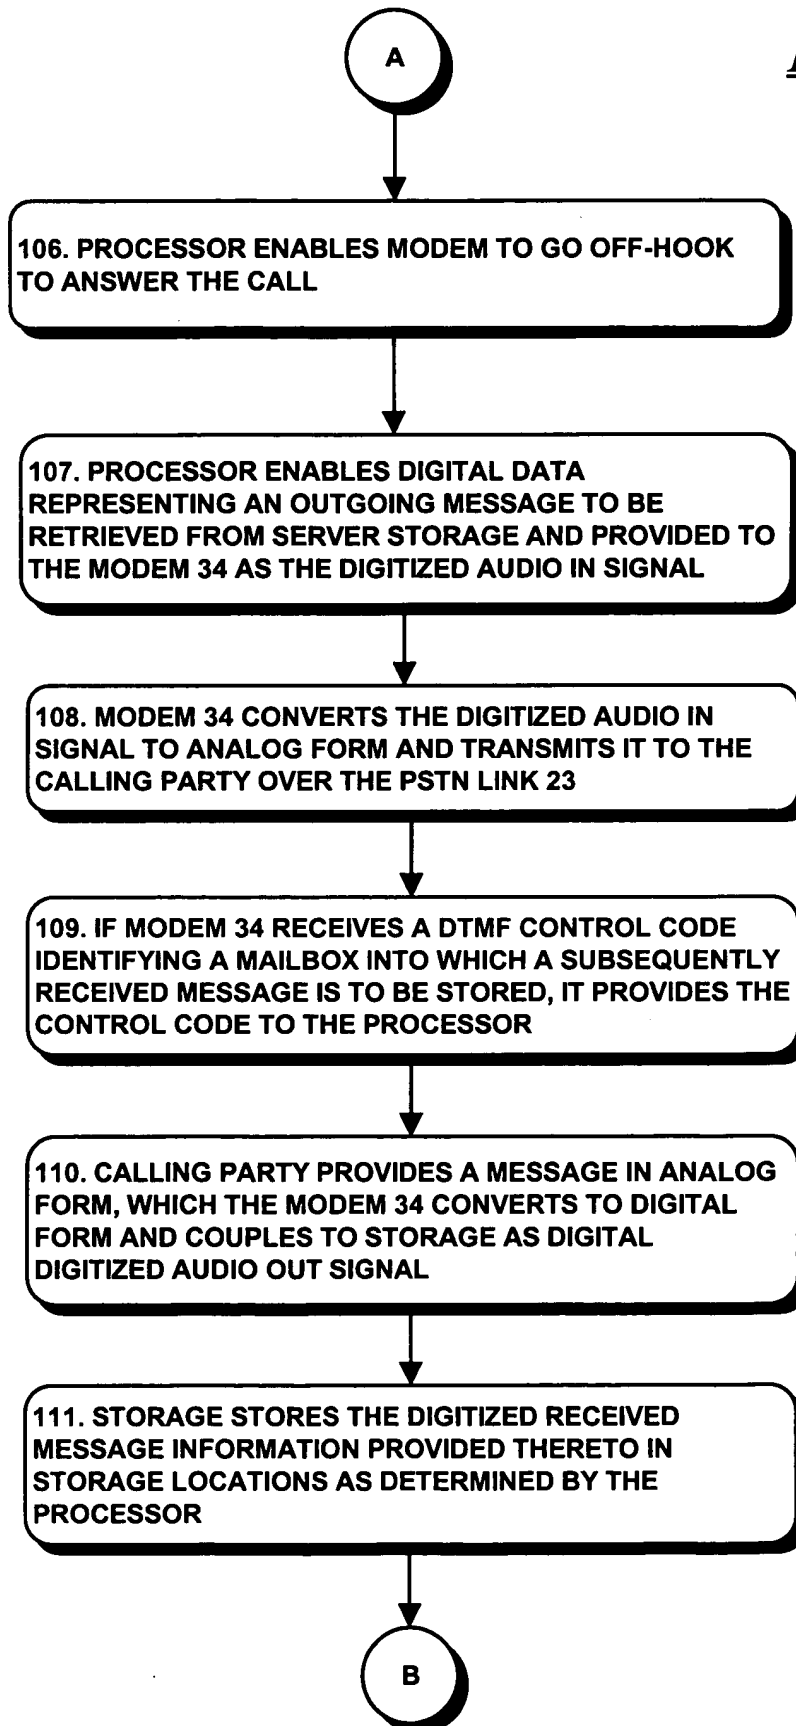 A
106. PROCESSOR ENABLES MODEM TO GO OFF-HOOK
TO ANSWER THE CALL
107. PROCESSOR ENABLES DIGITAL DATA
REPRESENTING AN OUTGOING MESSAGE TO BE
RETRIEVED FROM SERVER STORAGE AND PROVIDED TO
THE MODEM 34 AS THE DIGITIZED AUDIO IN SIGNAL
108. MODEM 34 CONVERTS THE DIGITIZED AUDIO IN
SIGNAL TO ANALOG FORM AND TRANSMITS IT TO THE
CALLING PARTY OVER THE PSTN LINK 23
109. IF MODEM 34 RECEIVES A DTMF CONTROL CODE
IDENTIFYING A MAILBOX INTO WHICH A SUBSEQUENTLY
RECEIVED MESSAGE IS TO BE STORED, IT PROVIDES THE
CONTROL CODE TO THE PROCESSOR
110. CALLING PARTY PROVIDES A MESSAGE IN ANALOG
FORM, WHICH THE MODEM 34 CONVERTS TO DIGITAL
FORM AND COUPLES TO STORAGE AS DIGITAL
DIGITIZED AUDIO OUT SIGNAL
111. STORAGE STORES THE DIGITIZED RECEIVED
MESSAGE INFORMATION PROVIDED THERETO IN
STORAGE LOCATIONS AS DETERMINED BY THE
PROCESSOR
B